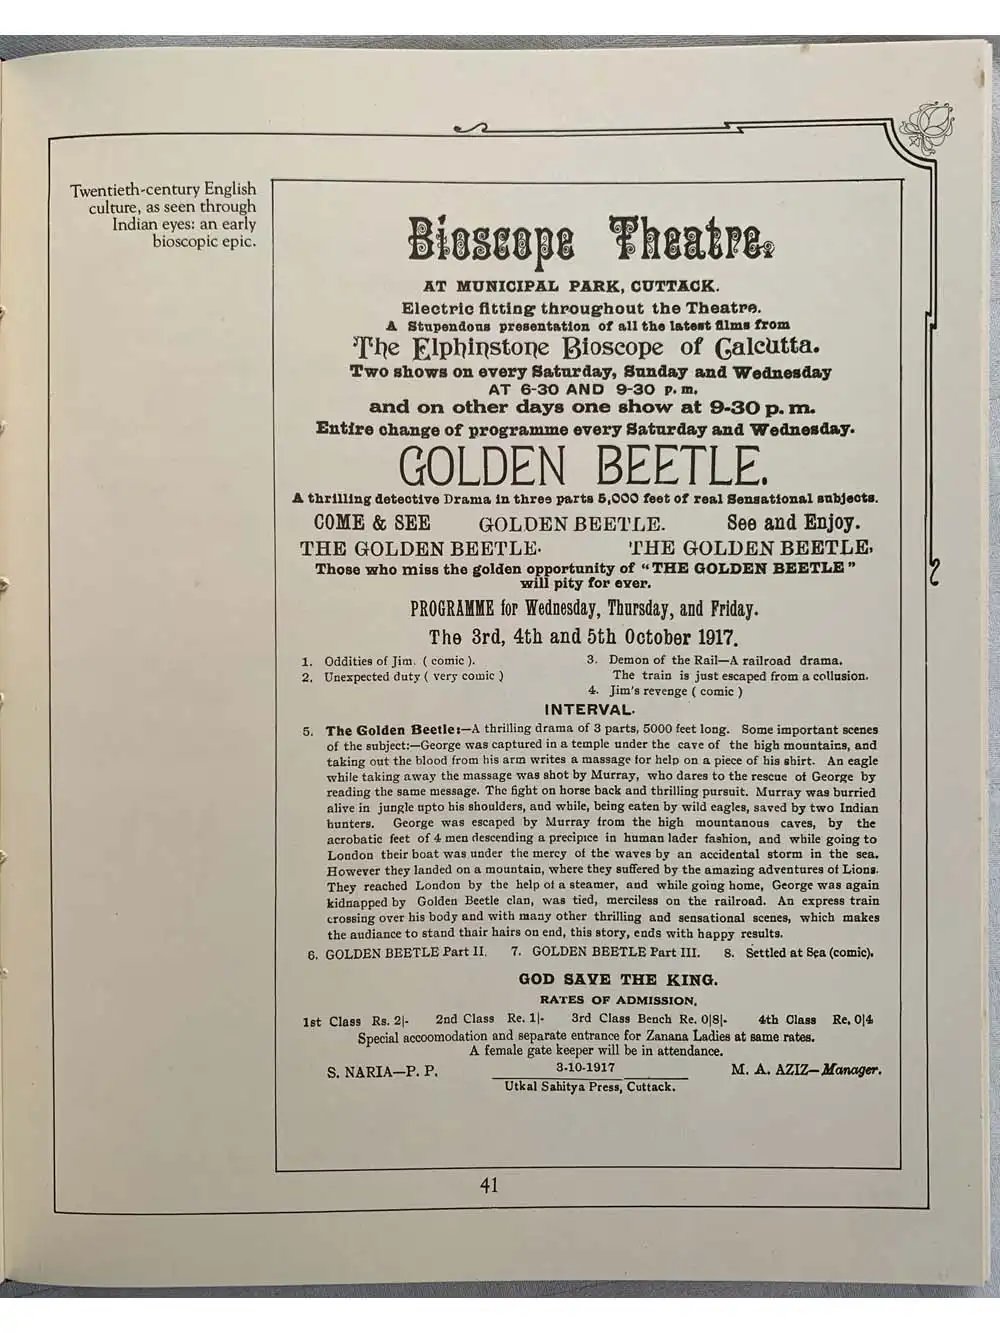 Twentieth-century English
culture, as seen through
Indian eyes: an early
bioscopic epic.
Bioscope Theatre.
AT MUNICIPAL PARK, CUTTACK.
Electric fitting throughout the Theatre.
A Stupendous presentation of all the latest films from
The Elphinstone Bioscope of Calcutta.
Two shows on every Saturday, Sunday and Wednesday
AT 6-30 AND 9-30 P. M.
and on other days one show at 9-30 p. m.
Entire change of programme every Saturday and Wednesday.
GOLDEN BEETLE.
A thrilling detective Drama in three parts 5,000 feet of real Sensational subjects.
COME & SEE GOLDEN BEETLE. See and Enjoy.
THE GOLDEN BEETLE. THE GOLDEN BEETLE,
Those who miss the golden opportunity of "THE GOLDEN BEETLE"
will pity for ever.
PROGRAMME for Wednesday, Thursday, and Friday.
The 3rd, 4th and 5th October 1917.
1. Oddities of Jim. ( comic ).
2. Unexpected duty ( very comic )
3. Demon of the Rail—A railroad drama.
The train is just escaped from a collusion.
4. Jim's revenge ( comic )
INTERVAL.
5. The Golden Beetle:—A thrilling drama of 3 parts, 5000 feet long. Some important scenes
of the subject:—George was captured in a temple under the cave of the high mountains, and
taking out the blood from his arm writes a massage for help on a piece of his shirt. An eagle
while taking away the massage was shot by Murray, who dares to the rescue of George by
reading the same message. The fight on horse back and thrilling pursuit. Murray was burried
alive in jungle upto his shoulders, and while, being eaten by wild eagles, saved by two Indian
hunters. George was escaped by Murray from the high mountanous caves, by the
acrobatic feet of 4 men descending a precipice in human lader fashion, and while going to
London their boat was under the mercy of the waves by an accidental storm in the sea.
However they landed on a mountain, where they suffered by the amazing adventures of Lions.
They reached London by the help of a steamer, and while going home, George was again
kidnapped by Golden Beetle clan, was tied, merciless on the railroad. An express train
crossing over his body and with many other thrilling and sensational scenes, which makes
the audiance to stand thair hairs on end, this story, ends with happy results.
6. GOLDEN BEETLE Part II. 7. GOLDEN BEETLE Part III. 8. Settled at Sea (comic).
GOD SAVE THE KING.
RATES OF ADMISSION.
1st Class Rs. 2|- 2nd Class Re. 1|- 3rd Class Bench Re. 0|8|- 4th Class Re. 0|4
Special accoomodation and separate entrance for Zanana Ladies at same rates.
A female gate keeper will be in attendance.
S. NARIA—P. P. 3-10-1917 M. A. AZIZ—Manager.
Utkal Sahitya Press, Cuttack.
41